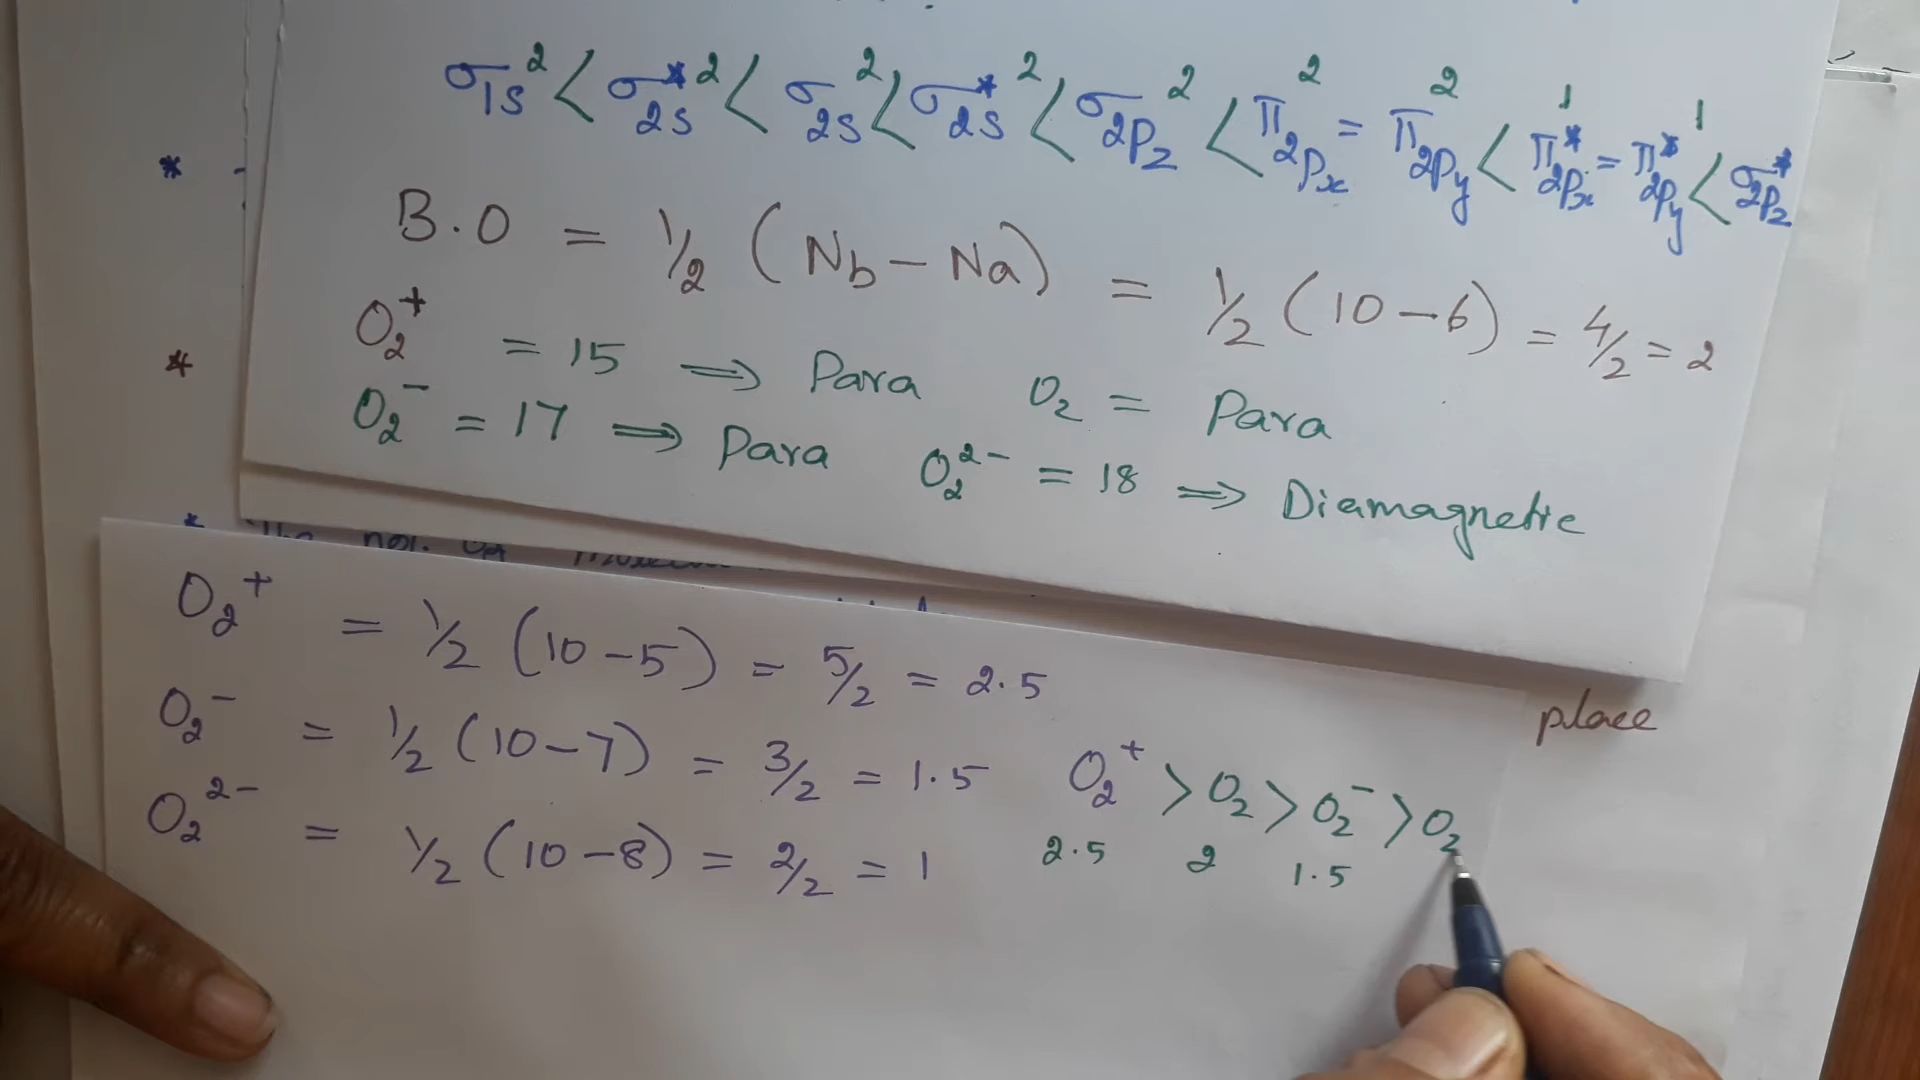 σ1s² < σ*2s² < σ2s² < σ*2s² < σ2pz² < π2px² = π2py² < π*2px¹ = π*2py¹ < σ*2pz
B.O = 1/2 (Nb - Na) = 1/2 (10 - 6) = 4/2 = 2
O₂⁺ = 15 ⟹ Para O₂ = Para
O₂⁻ = 17 ⟹ Para O₂²⁻ = 18 ⟹ Diamagnetic
* The no. of
O₂⁺ = 1/2 (10 - 5) = 5/2 = 2.5
place
O₂⁻ = 1/2 (10 - 7) = 3/2 = 1.5
O₂⁺ > O₂ > O₂⁻ > O₂
2.5 2 1.5
O₂²⁻ = 1/2 (10 - 8) = 2/2 = 1